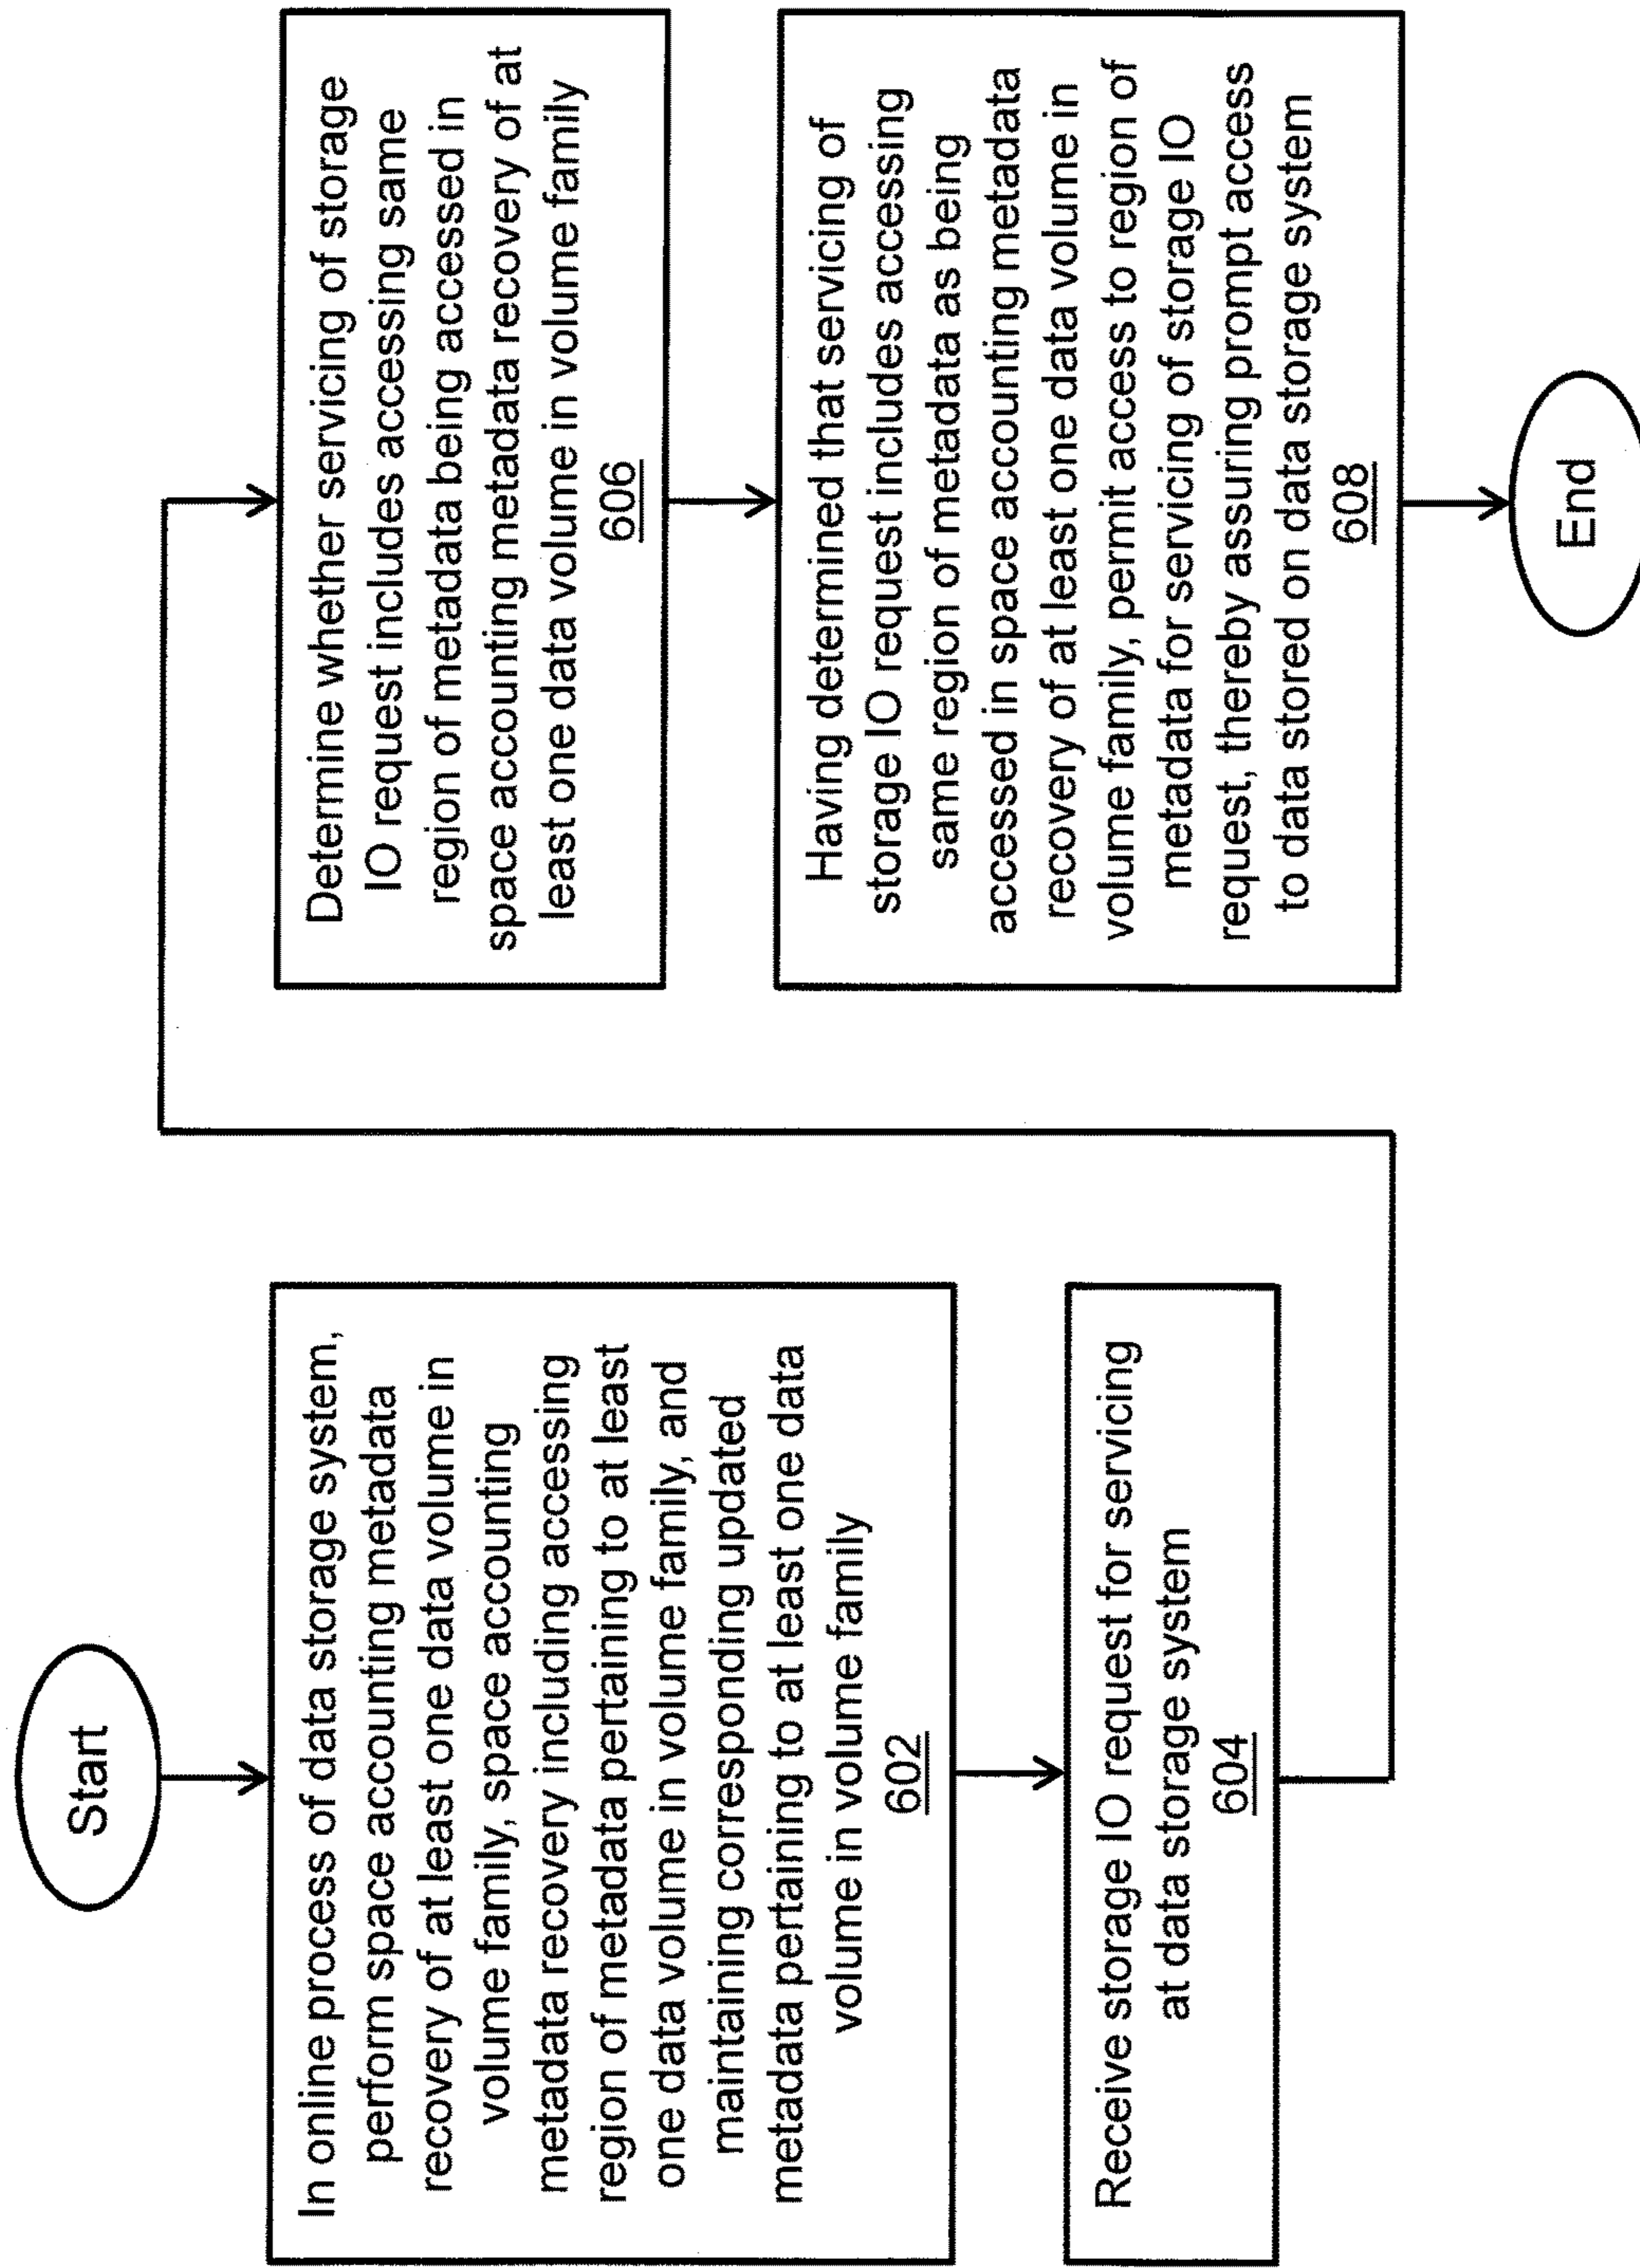 Start
In online process of data storage system,
perform space accounting metadata
recovery of at least one data volume in
volume family, space accounting
metadata recovery including accessing
region of metadata pertaining to at least
one data volume in volume family, and
maintaining corresponding updated
metadata pertaining to at least one data
volume in volume family
602
Receive storage IO request for servicing
at data storage system
604
Determine whether servicing of storage
IO request includes accessing same
region of metadata being accessed in
space accounting metadata recovery of at
least one data volume in volume family
606
Having determined that servicing of
storage IO request includes accessing
same region of metadata as being
accessed in space accounting metadata
recovery of at least one data volume in
volume family, permit access to region of
metadata for servicing of storage IO
request, thereby assuring prompt access
to data stored on data storage system
608
End